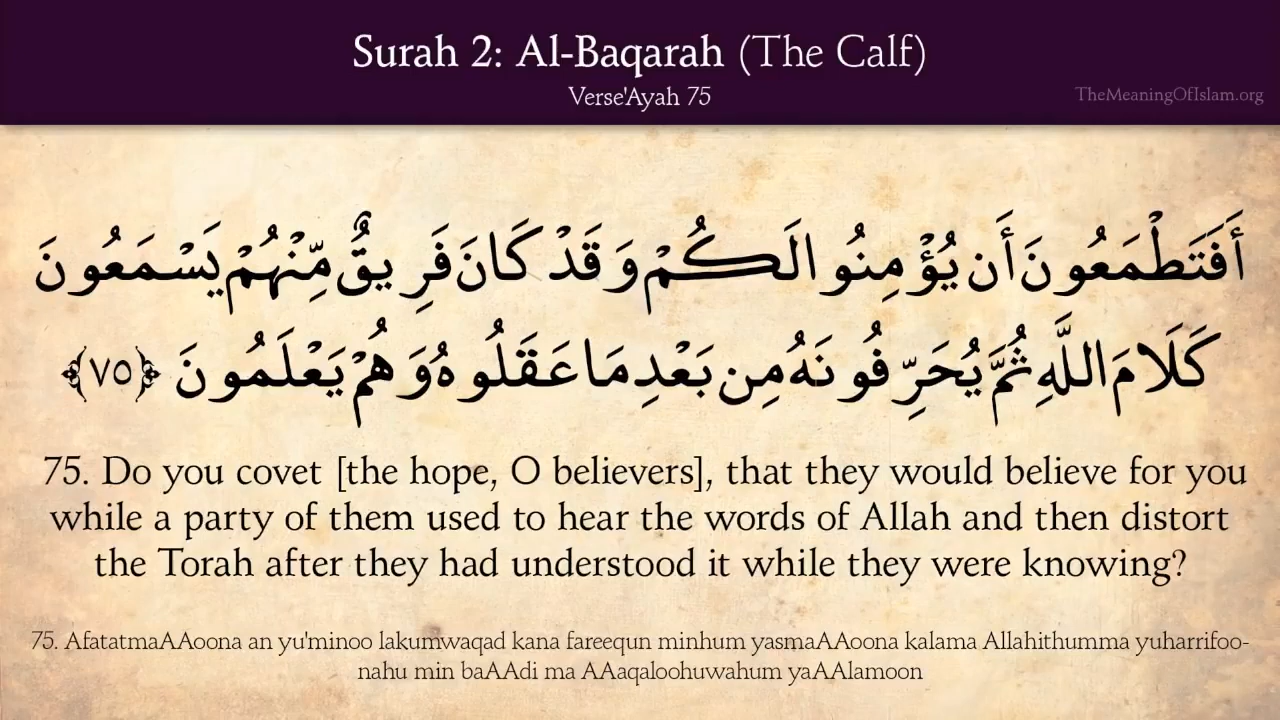 Surah 2: Al-Baqarah (The Calf)
Verse'Ayah 75
TheMeaningOfIslam.org
أَفَتَطْمَعُونَ أَن يُؤْمِنُوا لَكُمْ وَقَدْ كَانَ فَرِيقٌ مِّنْهُمْ يَسْمَعُونَ
كَلَامَ اللَّهِ ثُمَّ يُحَرِّفُونَهُ مِن بَعْدِ مَا عَقَلُوهُ وَهُمْ يَعْلَمُونَ ﴿٧٥﴾
75. Do you covet [the hope, O believers], that they would believe for you
while a party of them used to hear the words of Allah and then distort
the Torah after they had understood it while they were knowing?
75. AfatatmaAAoona an yu'minoo lakumwaqad kana fareequn minhum yasmaAAoona kalama Allahithumma yuharrifoo-
nahu min baAAdi ma AAaqaloohuwahum yaAAlamoon